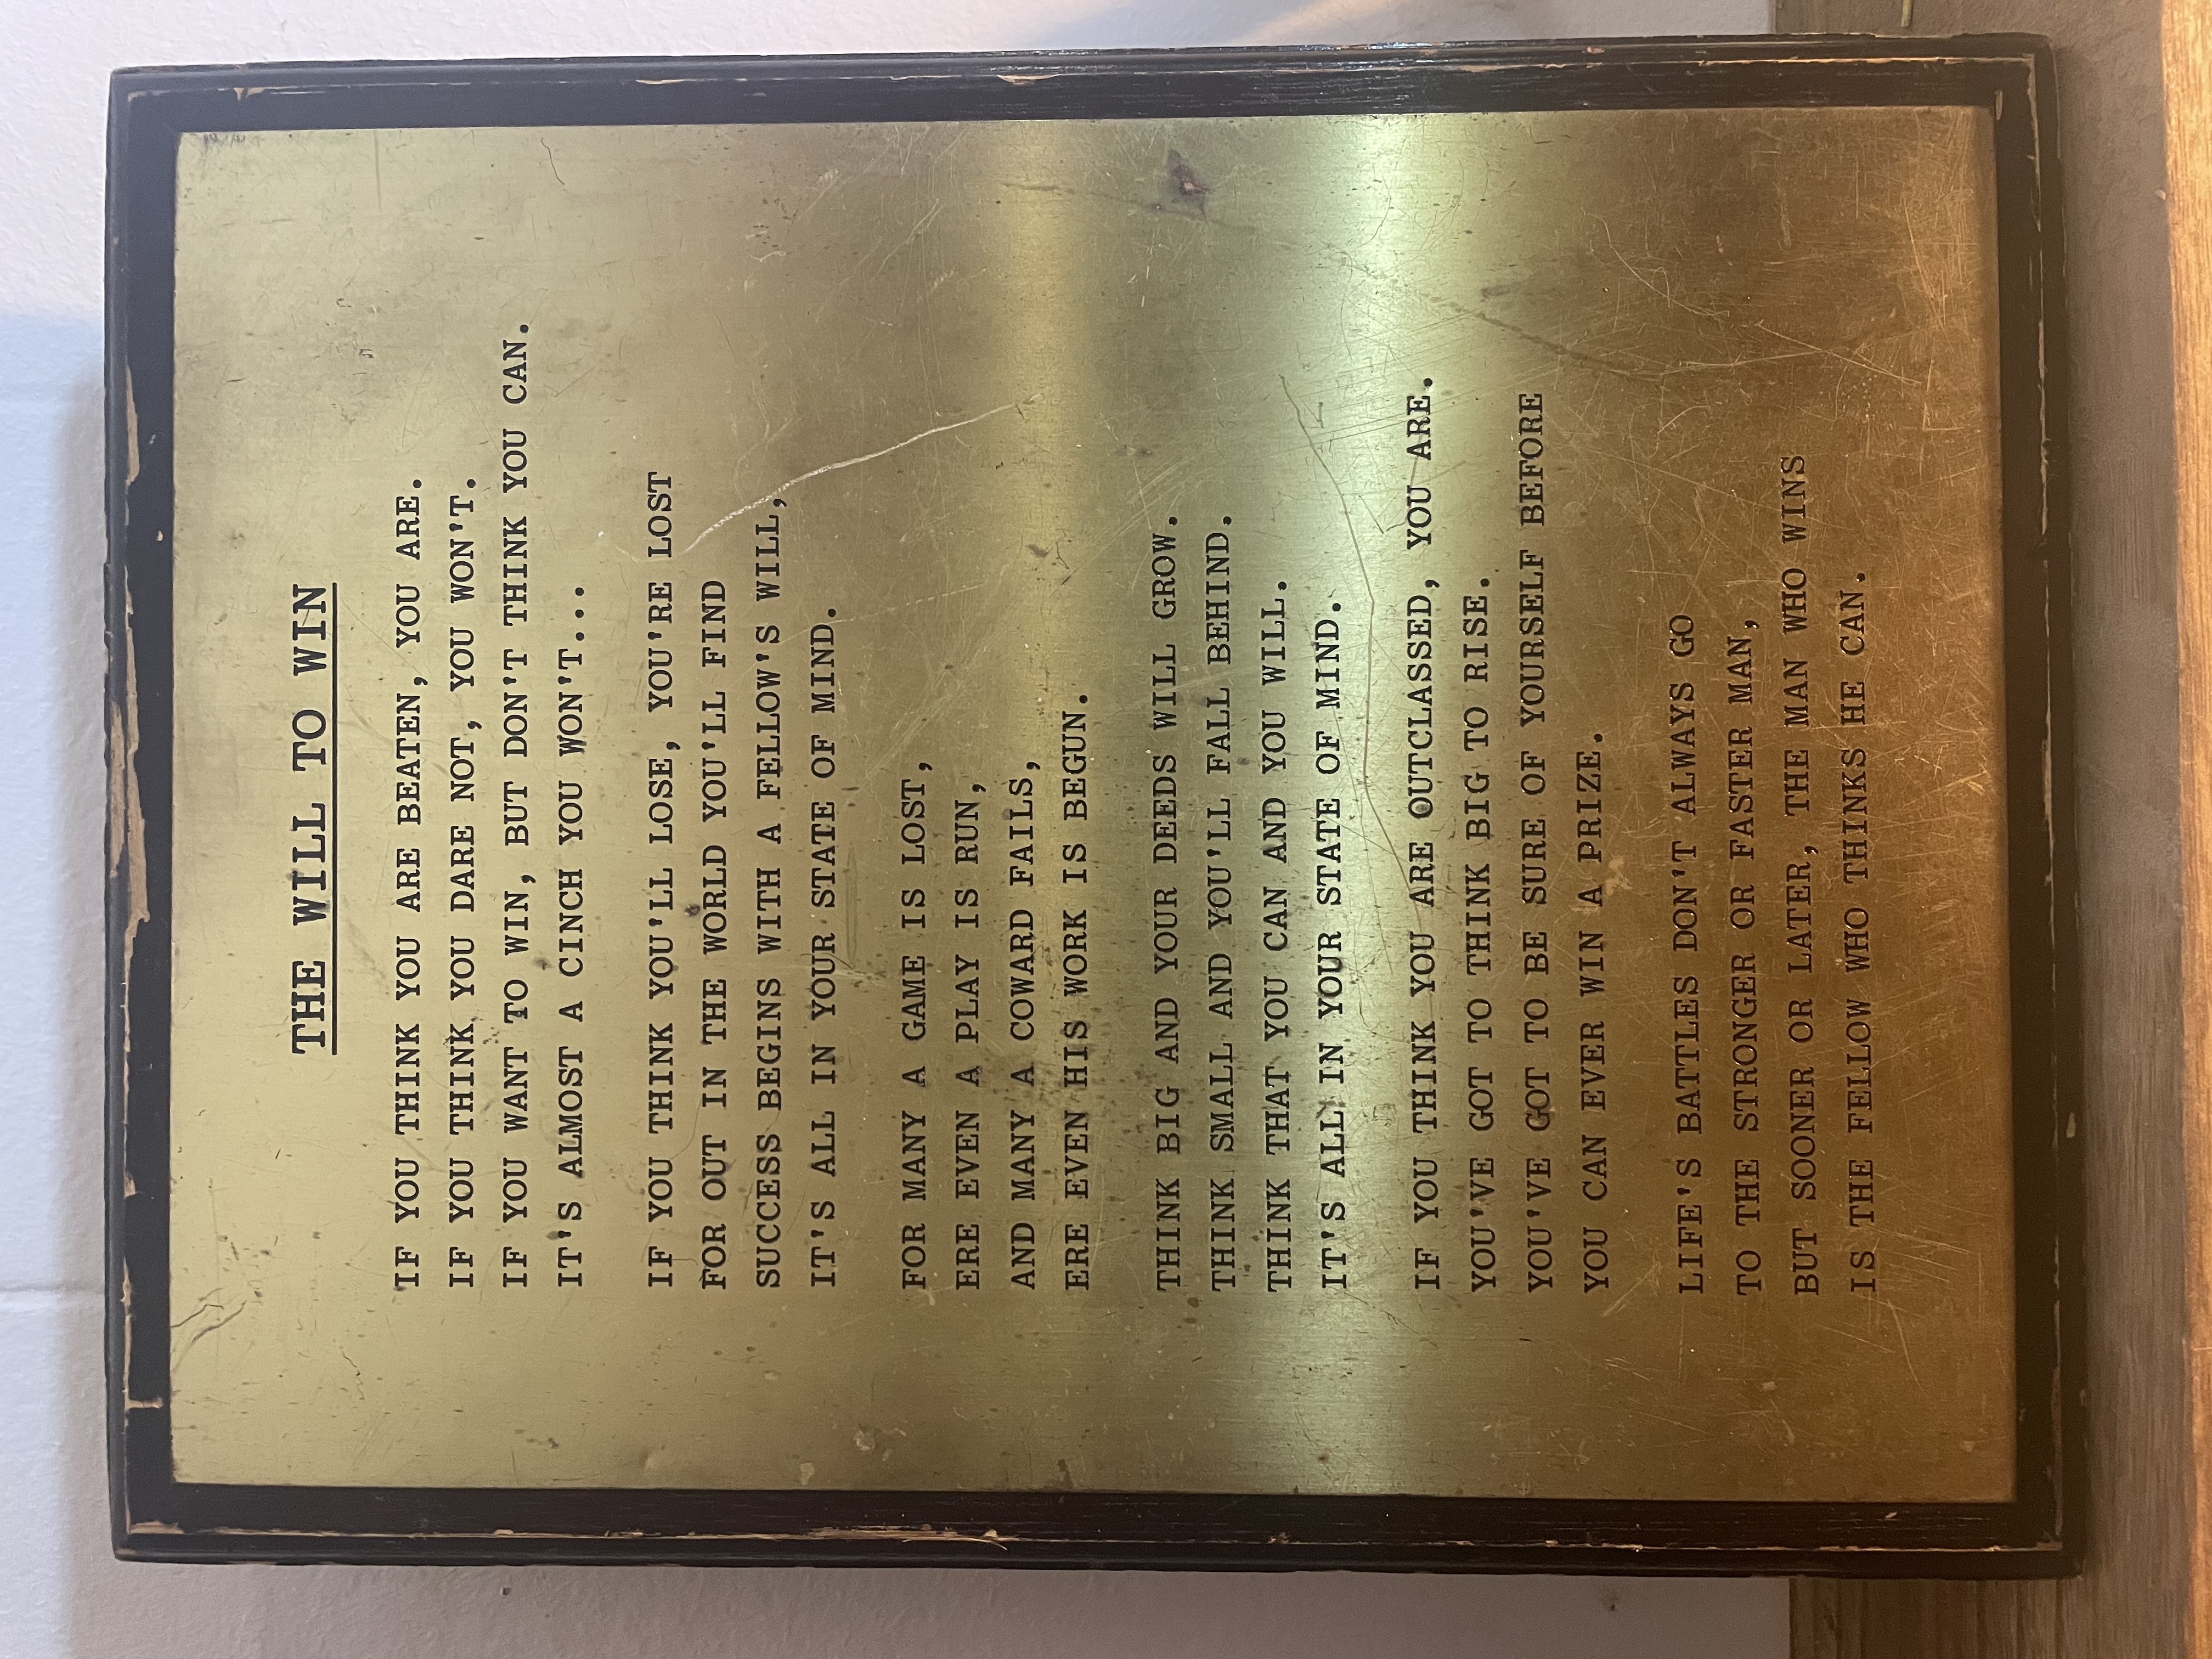 THE WILL TO WIN
IF YOU THINK YOU ARE BEATEN, YOU ARE.
IF YOU THINK YOU DARE NOT, YOU WON'T.
IF YOU WANT TO WIN, BUT DON'T THINK YOU CAN.
IT'S ALMOST A CINCH YOU WON'T...
IF YOU THINK YOU'LL LOSE, YOU'RE LOST
FOR OUT IN THE WORLD YOU'LL FIND
SUCCESS BEGINS WITH A FELLOW'S WILL,
IT'S ALL IN YOUR STATE OF MIND.
FOR MANY A GAME IS LOST,
ERE EVEN A PLAY IS RUN,
AND MANY A COWARD FAILS,
ERE EVEN HIS WORK IS BEGUN.
THINK BIG AND YOUR DEEDS WILL GROW.
THINK SMALL AND YOU'LL FALL BEHIND.
THINK THAT YOU CAN AND YOU WILL.
IT'S ALL IN YOUR STATE OF MIND.
IF YOU THINK YOU ARE OUTCLASSED, YOU ARE.
YOU'VE GOT TO THINK BIG TO RISE.
YOU'VE GOT TO BE SURE OF YOURSELF BEFORE
YOU CAN EVER WIN A PRIZE.
LIFE'S BATTLES DON'T ALWAYS GO
TO THE STRONGER OR FASTER MAN,
BUT SOONER OR LATER, THE MAN WHO WINS
IS THE FELLOW WHO THINKS HE CAN.